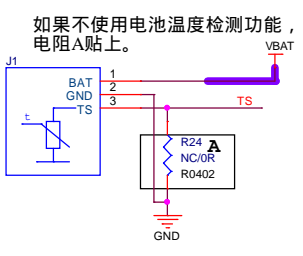 如果不使用电池温度检测功能，
电阻A贴上。
VBAT
J1
BAT 1
GND 2
TS 3
TS
t
R24 A
NC/0R
R0402
GND